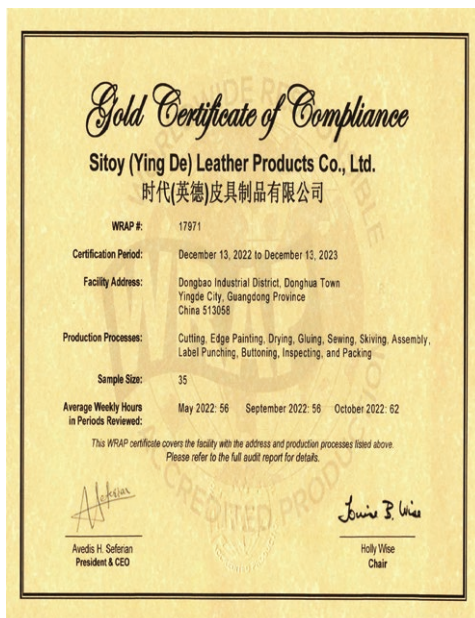 Gold Certificate of Compliance
Sitoy (Ying De) Leather Products Co., Ltd.
时代(英德)皮具制品有限公司
WRAP #: 17971
Certification Period: December 13, 2022 to December 13, 2023
Facility Address: Dongbao Industrial District, Donghua Town
Yingde City, Guangdong Province
China 513058
Production Processes: Cutting, Edge Painting, Drying, Gluing, Sewing, Skiving, Assembly,
Label Punching, Buttoning, Inspecting, and Packing
Sample Size: 35
Average Weekly Hours
in Periods Reviewed: May 2022: 56 September 2022: 56 October 2022: 62
This WRAP certificate covers the facility with the address and production processes listed above.
Please refer to the full audit report for details.
Avedis H. Seferian
President & CEO
Holly Wise
Chair